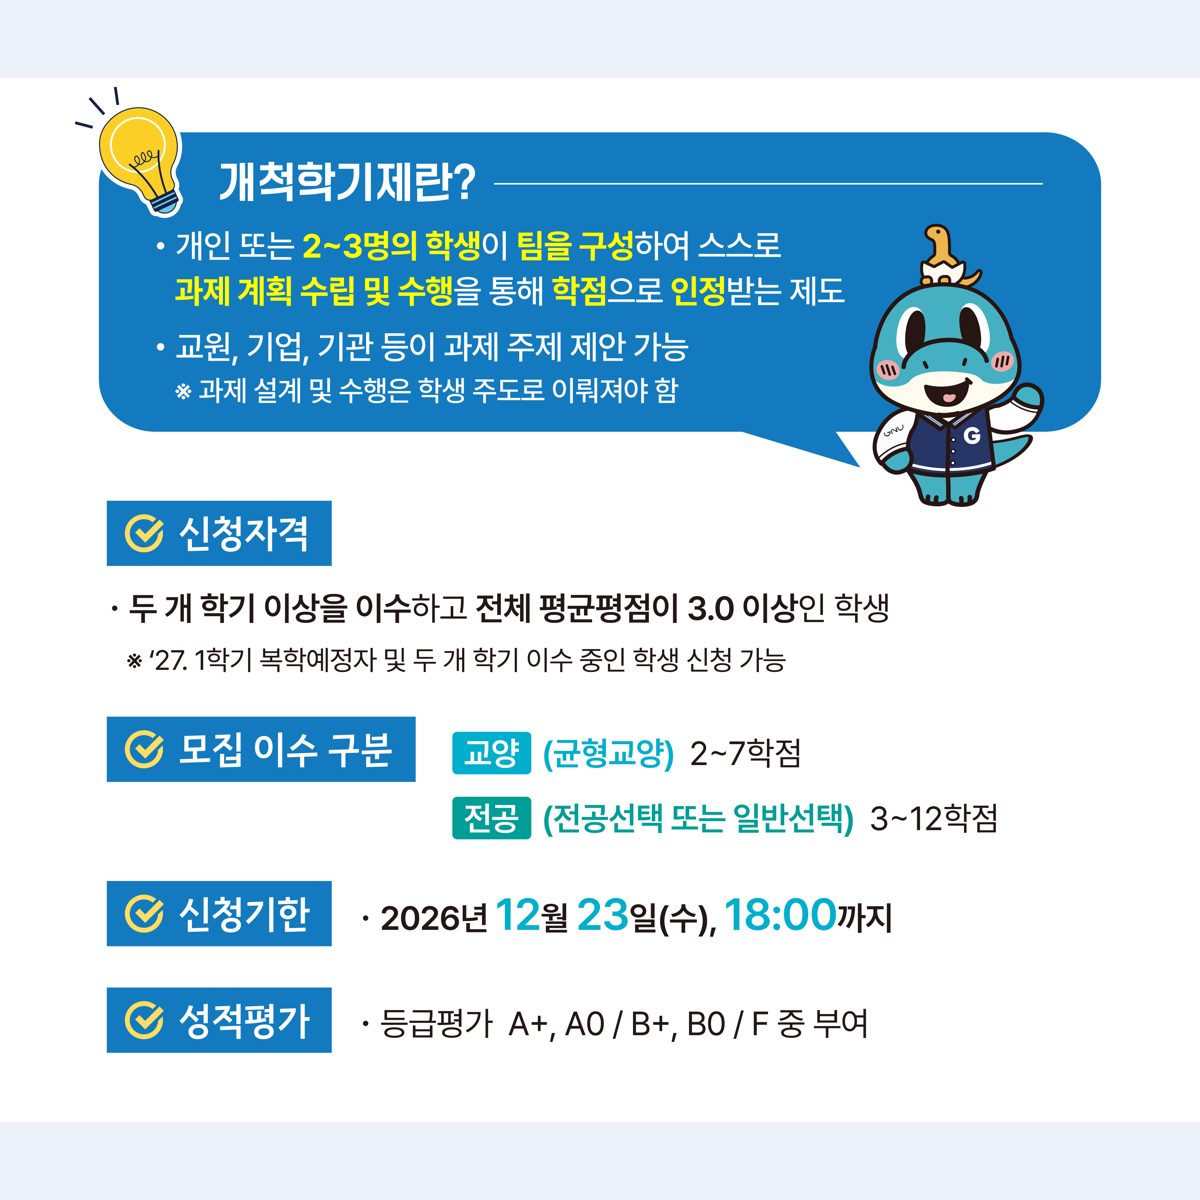 개척학기제란?
• 개인 또는 2~3명의 학생이 팀을 구성하여 스스로
과제 계획 수립 및 수행을 통해 학점으로 인정받는 제도
• 교원, 기업, 기관 등이 과제 주제 제안 가능
※ 과제 설계 및 수행은 학생 주도로 이뤄져야 함
GNU
G
신청자격
· 두 개 학기 이상을 이수하고 전체 평균평점이 3.0 이상인 학생
※ ‘27. 1학기 복학예정자 및 두 개 학기 이수 중인 학생 신청 가능
모집 이수 구분
교양 (균형교양) 2~7학점
전공 (전공선택 또는 일반선택) 3~12학점
신청기한
· 2026년 12월 23일(수), 18:00까지
성적평가
· 등급평가 A+, A0 / B+, B0 / F 중 부여